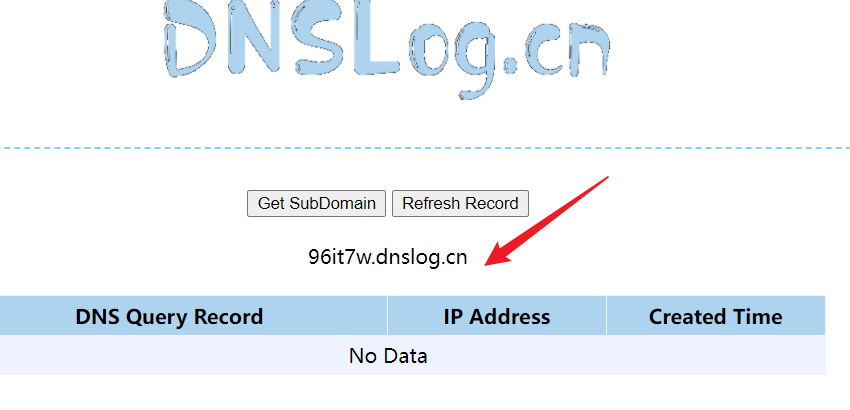 DNSLog.cn
Get SubDomain Refresh Record
96it7w.dnslog.cn
DNS Query Record IP Address Created Time
No Data